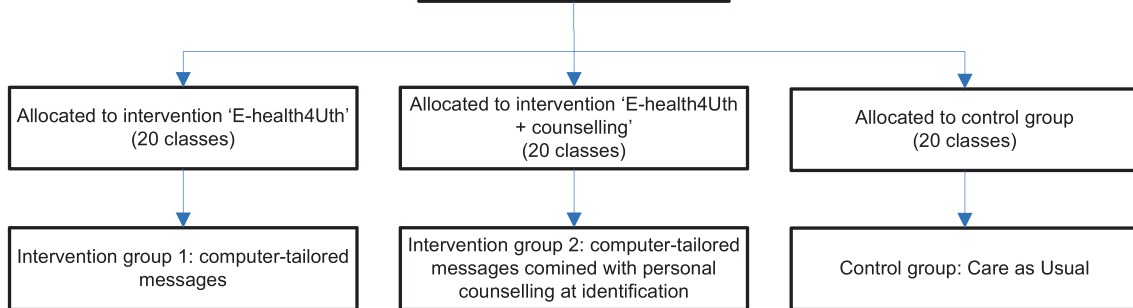 Allocated to intervention ‘E-health4Uth’
(20 classes)
Allocated to intervention ‘E-health4Uth
+ counselling’
(20 classes)
Allocated to control group
(20 classes)
Intervention group 1: computer-tailored
messages
Intervention group 2: computer-tailored
messages comined with personal
counselling at identification
Control group: Care as Usual